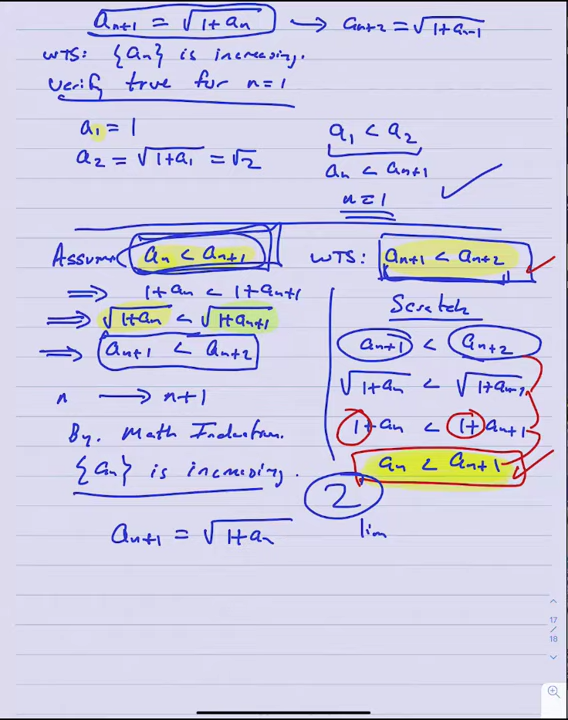 aₙ₊₁ = √(1+aₙ) → aₙ₊₂ = √(1+aₙ₊₁)
WTS: {aₙ} is increasing.
Verify true for n=1
a₁ = 1
a₂ = √(1+a₁) = √2
a₁ < a₂
aₙ < aₙ₊₁
n=1
Assume aₙ < aₙ₊₁
⟹ 1+aₙ < 1+aₙ₊₁
⟹ √(1+aₙ) < √(1+aₙ₊₁)
⟹ aₙ₊₁ < aₙ₊₂
n → n+1
By. Math Induction.
{aₙ} is increasing.
WTS: aₙ₊₁ < aₙ₊₂
Scratch
aₙ₊₁ < aₙ₊₂
√(1+aₙ) < √(1+aₙ₊₁)
1+aₙ < 1+aₙ₊₁
aₙ < aₙ₊₁
2
aₙ₊₁ = √(1+aₙ) lim
17
/
18